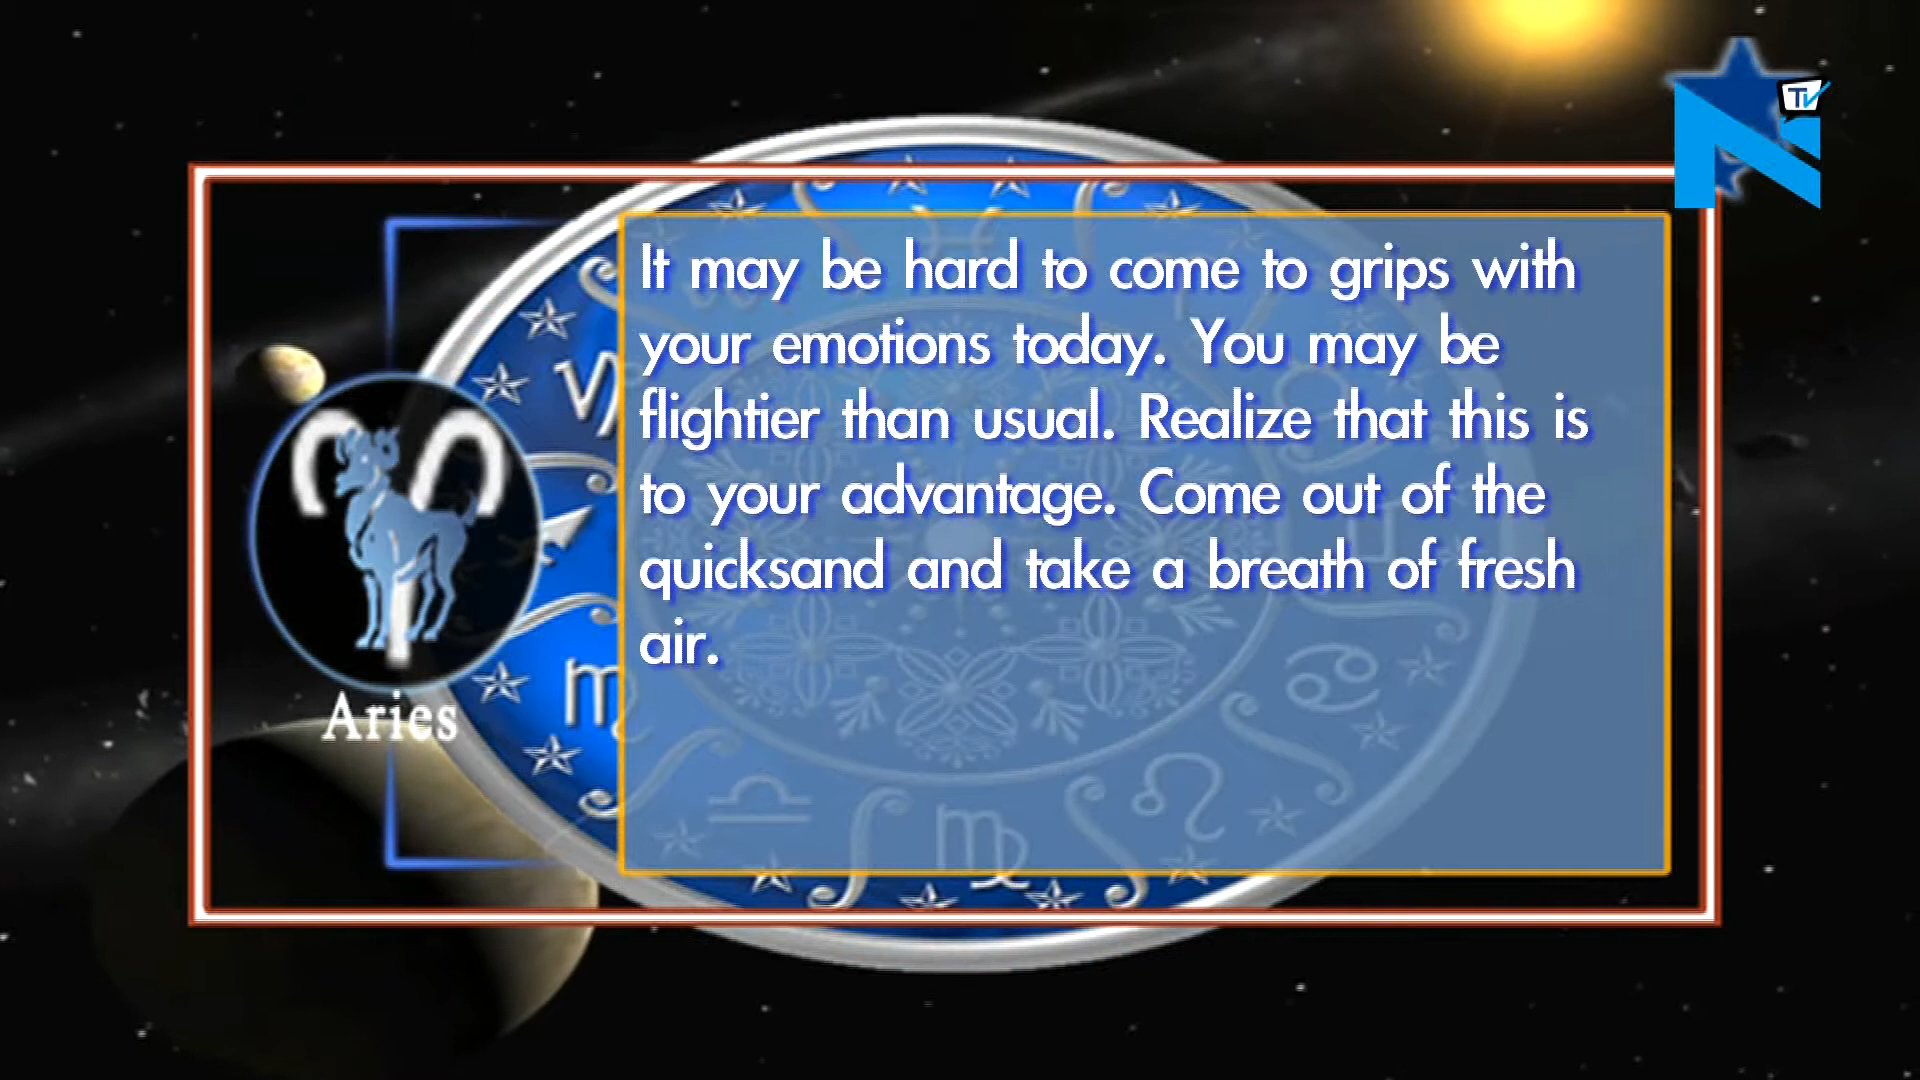 TV
It may be hard to come to grips with
your emotions today. You may be
flightier than usual. Realize that this is
to your advantage. Come out of the
quicksand and take a breath of fresh
air.
Aries